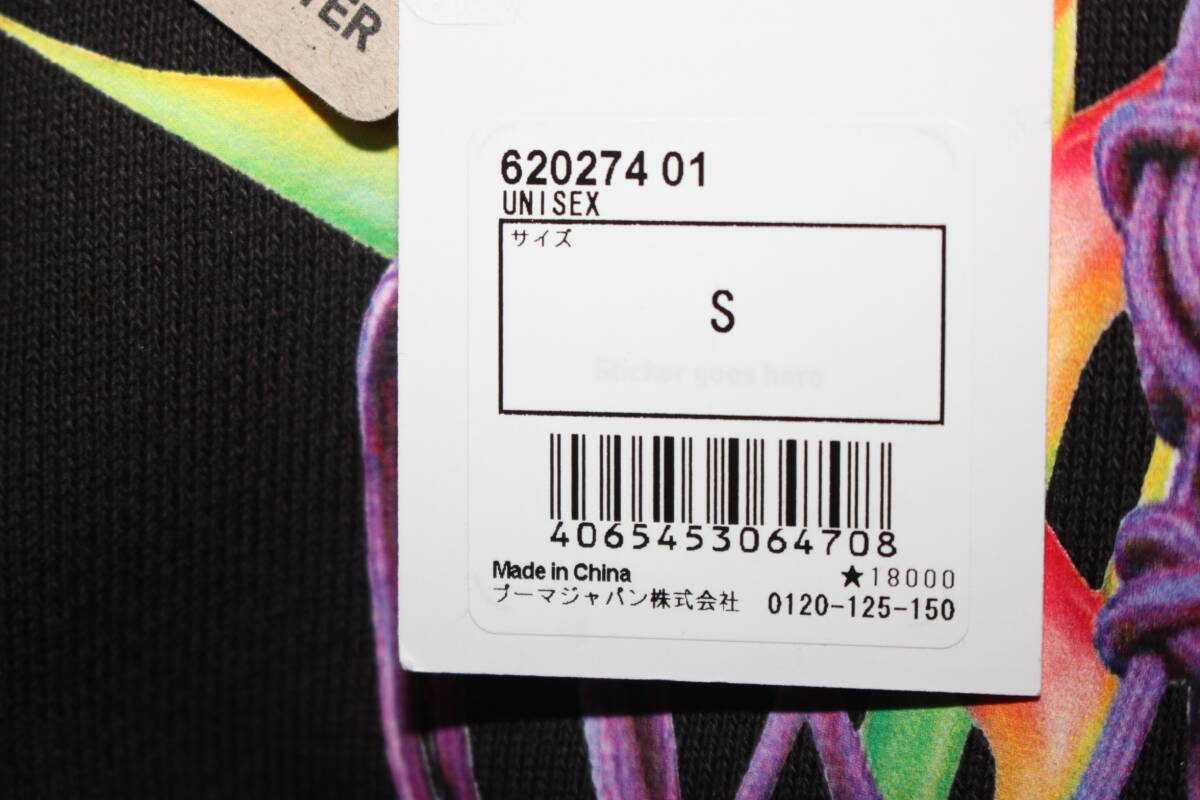 TER
620274 01
UNISEX
サイズ
S
Sticker goes here
4065453064708
Made in China
★18000
プーマジャパン株式会社 0120-125-150